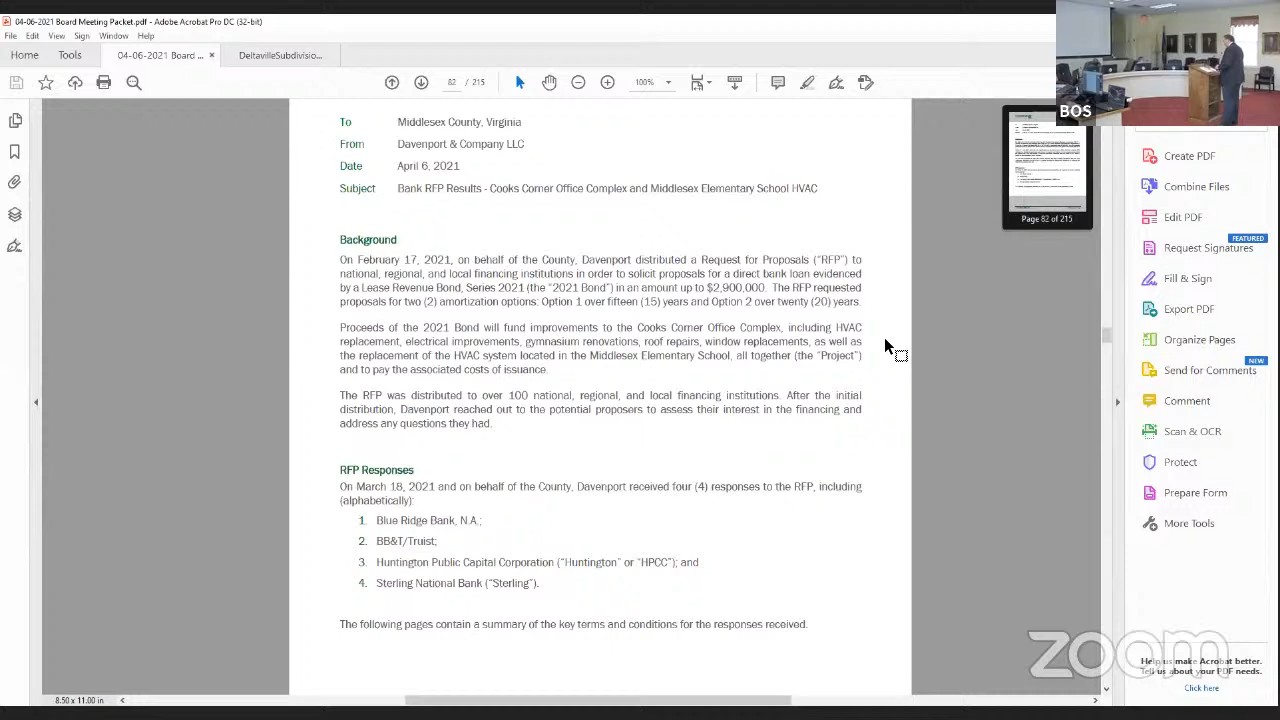 04-06-2021 Board Meeting Packet.pdf - Adobe Acrobat Pro DC (32-bit)
File Edit View Sign Window Help
Home Tools 04-06-2021 Board ... × DeltavilleSubdivisio...
82 / 215 100%
BOS
To Middlesex County, Virginia
From Davenport & Company LLC
Date April 6, 2021
Subject Bank RFP Results - Cooks Corner Office Complex and Middlesex Elementary School HVAC
Background
On February 17, 2021, on behalf of the County, Davenport distributed a Request for Proposals (“RFP”) to
national, regional, and local financing institutions in order to solicit proposals for a direct bank loan evidenced
by a Lease Revenue Bond, Series 2021 (the “2021 Bond”) in an amount up to $2,900,000. The RFP requested
proposals for two (2) amortization options: Option 1 over fifteen (15) years and Option 2 over twenty (20) years.
Proceeds of the 2021 Bond will fund improvements to the Cooks Corner Office Complex, including HVAC
replacement, electrical improvements, gymnasium renovations, roof repairs, window replacements, as well as
the replacement of the HVAC system located in the Middlesex Elementary School, all together (the “Project”)
and to pay the associated costs of issuance.
The RFP was distributed to over 100 national, regional, and local financing institutions. After the initial
distribution, Davenport reached out to the potential proposers to assess their interest in the financing and
address any questions they had.
RFP Responses
On March 18, 2021 and on behalf of the County, Davenport received four (4) responses to the RFP, including
(alphabetically):
1. Blue Ridge Bank, N.A.;
2. BB&T/Truist;
3. Huntington Public Capital Corporation (“Huntington” or “HPCC”); and
4. Sterling National Bank (“Sterling”).
The following pages contain a summary of the key terms and conditions for the responses received.
8.50 x 11.00 in
Page 82 of 215
Create PDF
Combine Files
Edit PDF
FEATURED
Request Signatures
Fill & Sign
Export PDF
Organize Pages
NEW
Send for Comments
Comment
Scan & OCR
Protect
Prepare Form
More Tools
zoom
Help us make Acrobat better.
Tell us about your PDF needs.
Click here